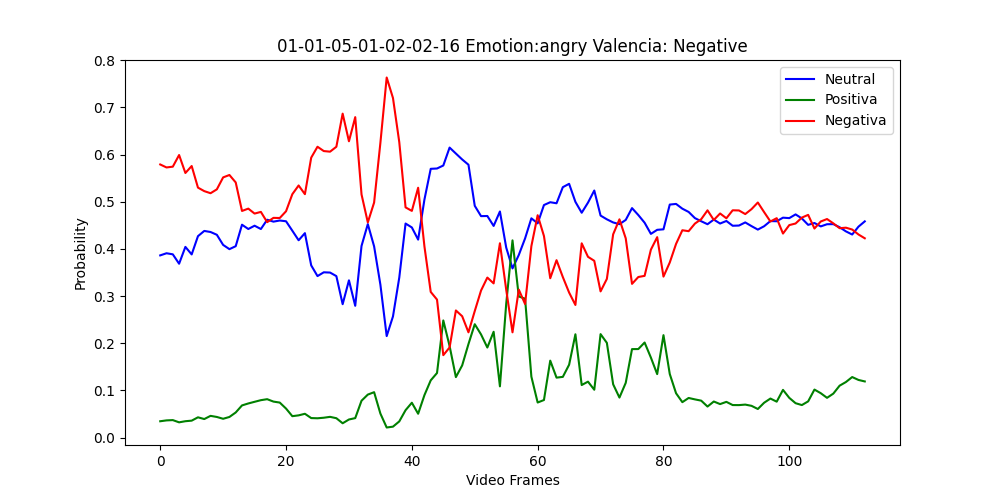 01-01-05-01-02-02-16 Emotion:angry Valencia: Negative
Neutral
Positiva
Negativa
Probability
0.8
0.7
0.6
0.5
0.4
0.3
0.2
0.1
0.0
0 20 40 60 80 100
Video Frames